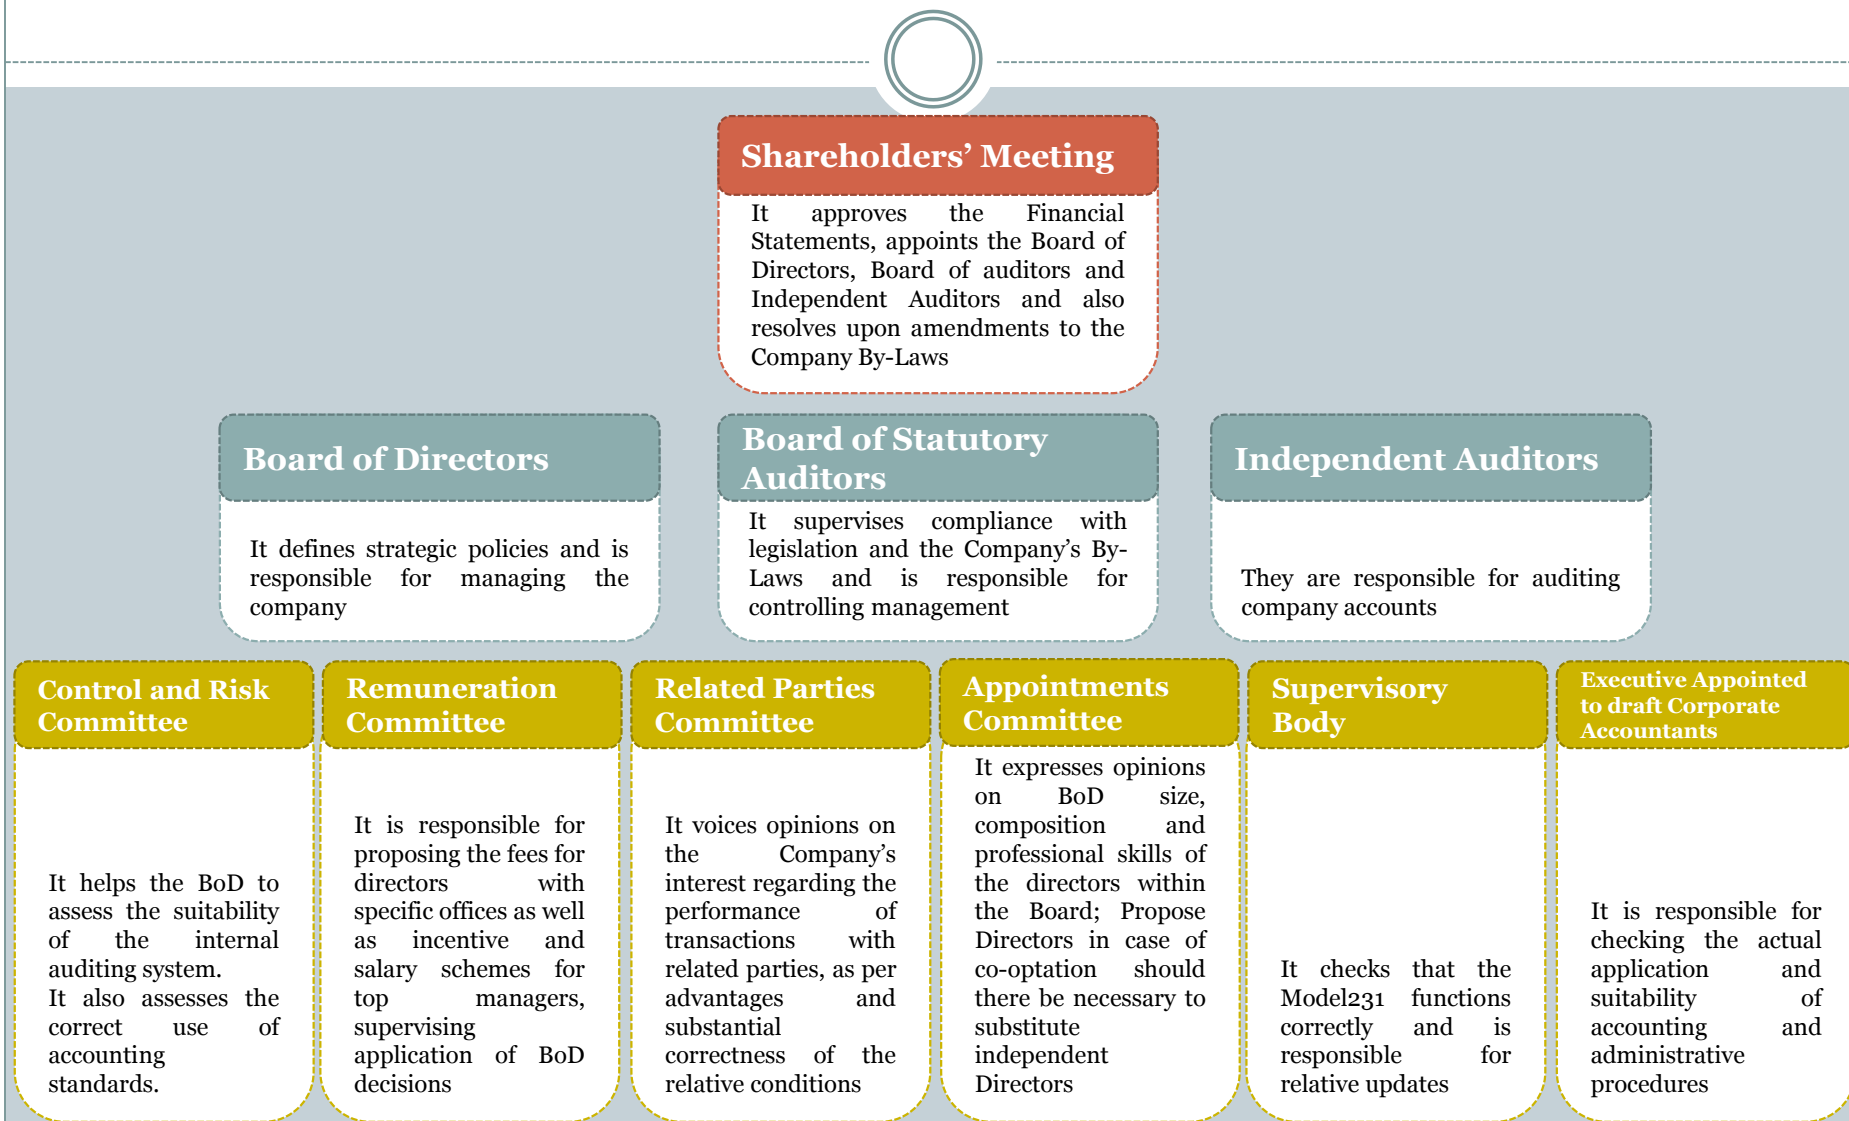 Shareholders’ Meeting
It approves the Financial
Statements, appoints the Board of
Directors, Board of auditors and
Independent Auditors and also
resolves upon amendments to the
Company By-Laws
Board of Directors
It defines strategic policies and is
responsible for managing the
company
Board of Statutory
Auditors
It supervises compliance with
legislation and the Company’s By-
Laws and is responsible for
controlling management
Independent Auditors
They are responsible for auditing
company accounts
Control and Risk
Committee
It helps the BoD to
assess the suitability
of the internal
auditing system.
It also assesses the
correct use of
accounting
standards.
Remuneration
Committee
It is responsible for
proposing the fees for
directors with
specific offices as well
as incentive and
salary schemes for
top managers,
supervising
application of BoD
decisions
Related Parties
Committee
It voices opinions on
the Company’s
interest regarding the
performance of
transactions with
related parties, as per
advantages and
substantial
correctness of the
relative conditions
Appointments
Committee
It expresses opinions
on BoD size,
composition and
professional skills of
the directors within
the Board; Propose
Directors in case of
co-optation should
there be necessary to
substitute
independent
Directors
Supervisory
Body
It checks that the
Model231 functions
correctly and is
responsible for
relative updates
Executive Appointed
to draft Corporate
Accountants
It is responsible for
checking the actual
application and
suitability of
accounting and
administrative
procedures